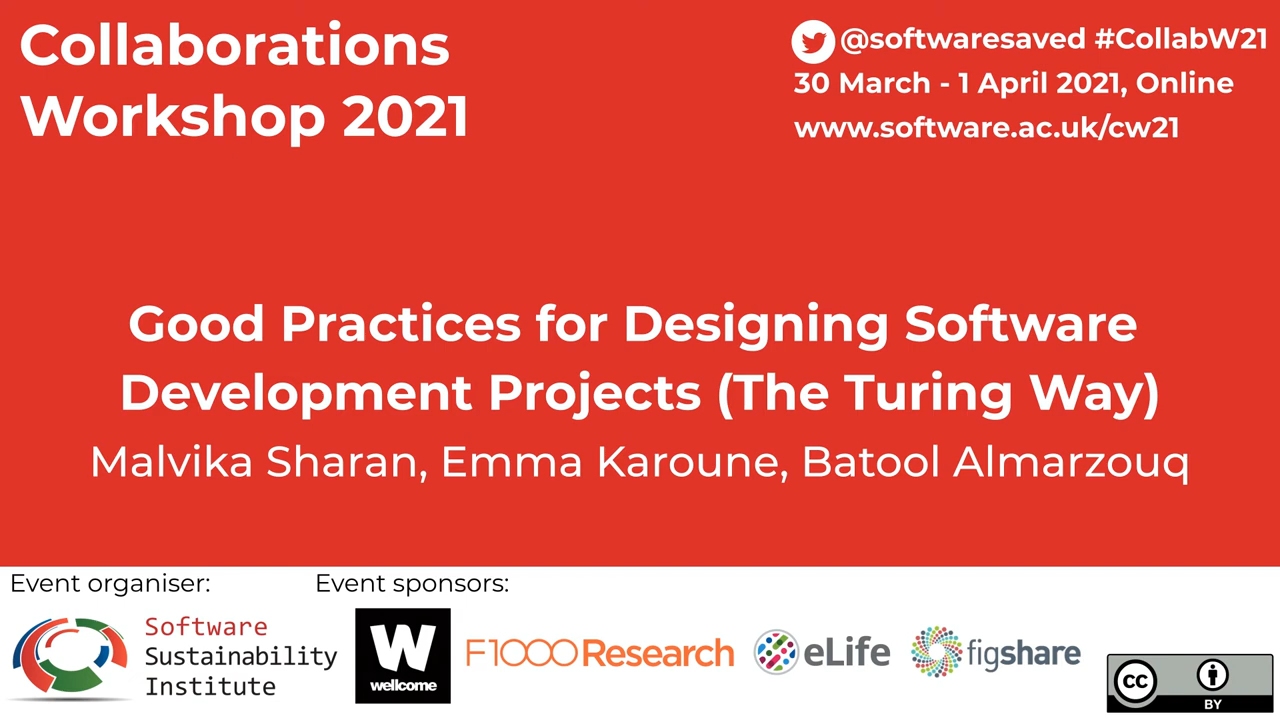 Collaborations
Workshop 2021
@softwaresaved #CollabW21
30 March - 1 April 2021, Online
www.software.ac.uk/cw21
Good Practices for Designing Software
Development Projects (The Turing Way)
Malvika Sharan, Emma Karoune, Batool Almarzouq
Event organiser:
Event sponsors:
Software
Sustainability
Institute
W
wellcome
F1000Research
eLife
figshare
cc
BY